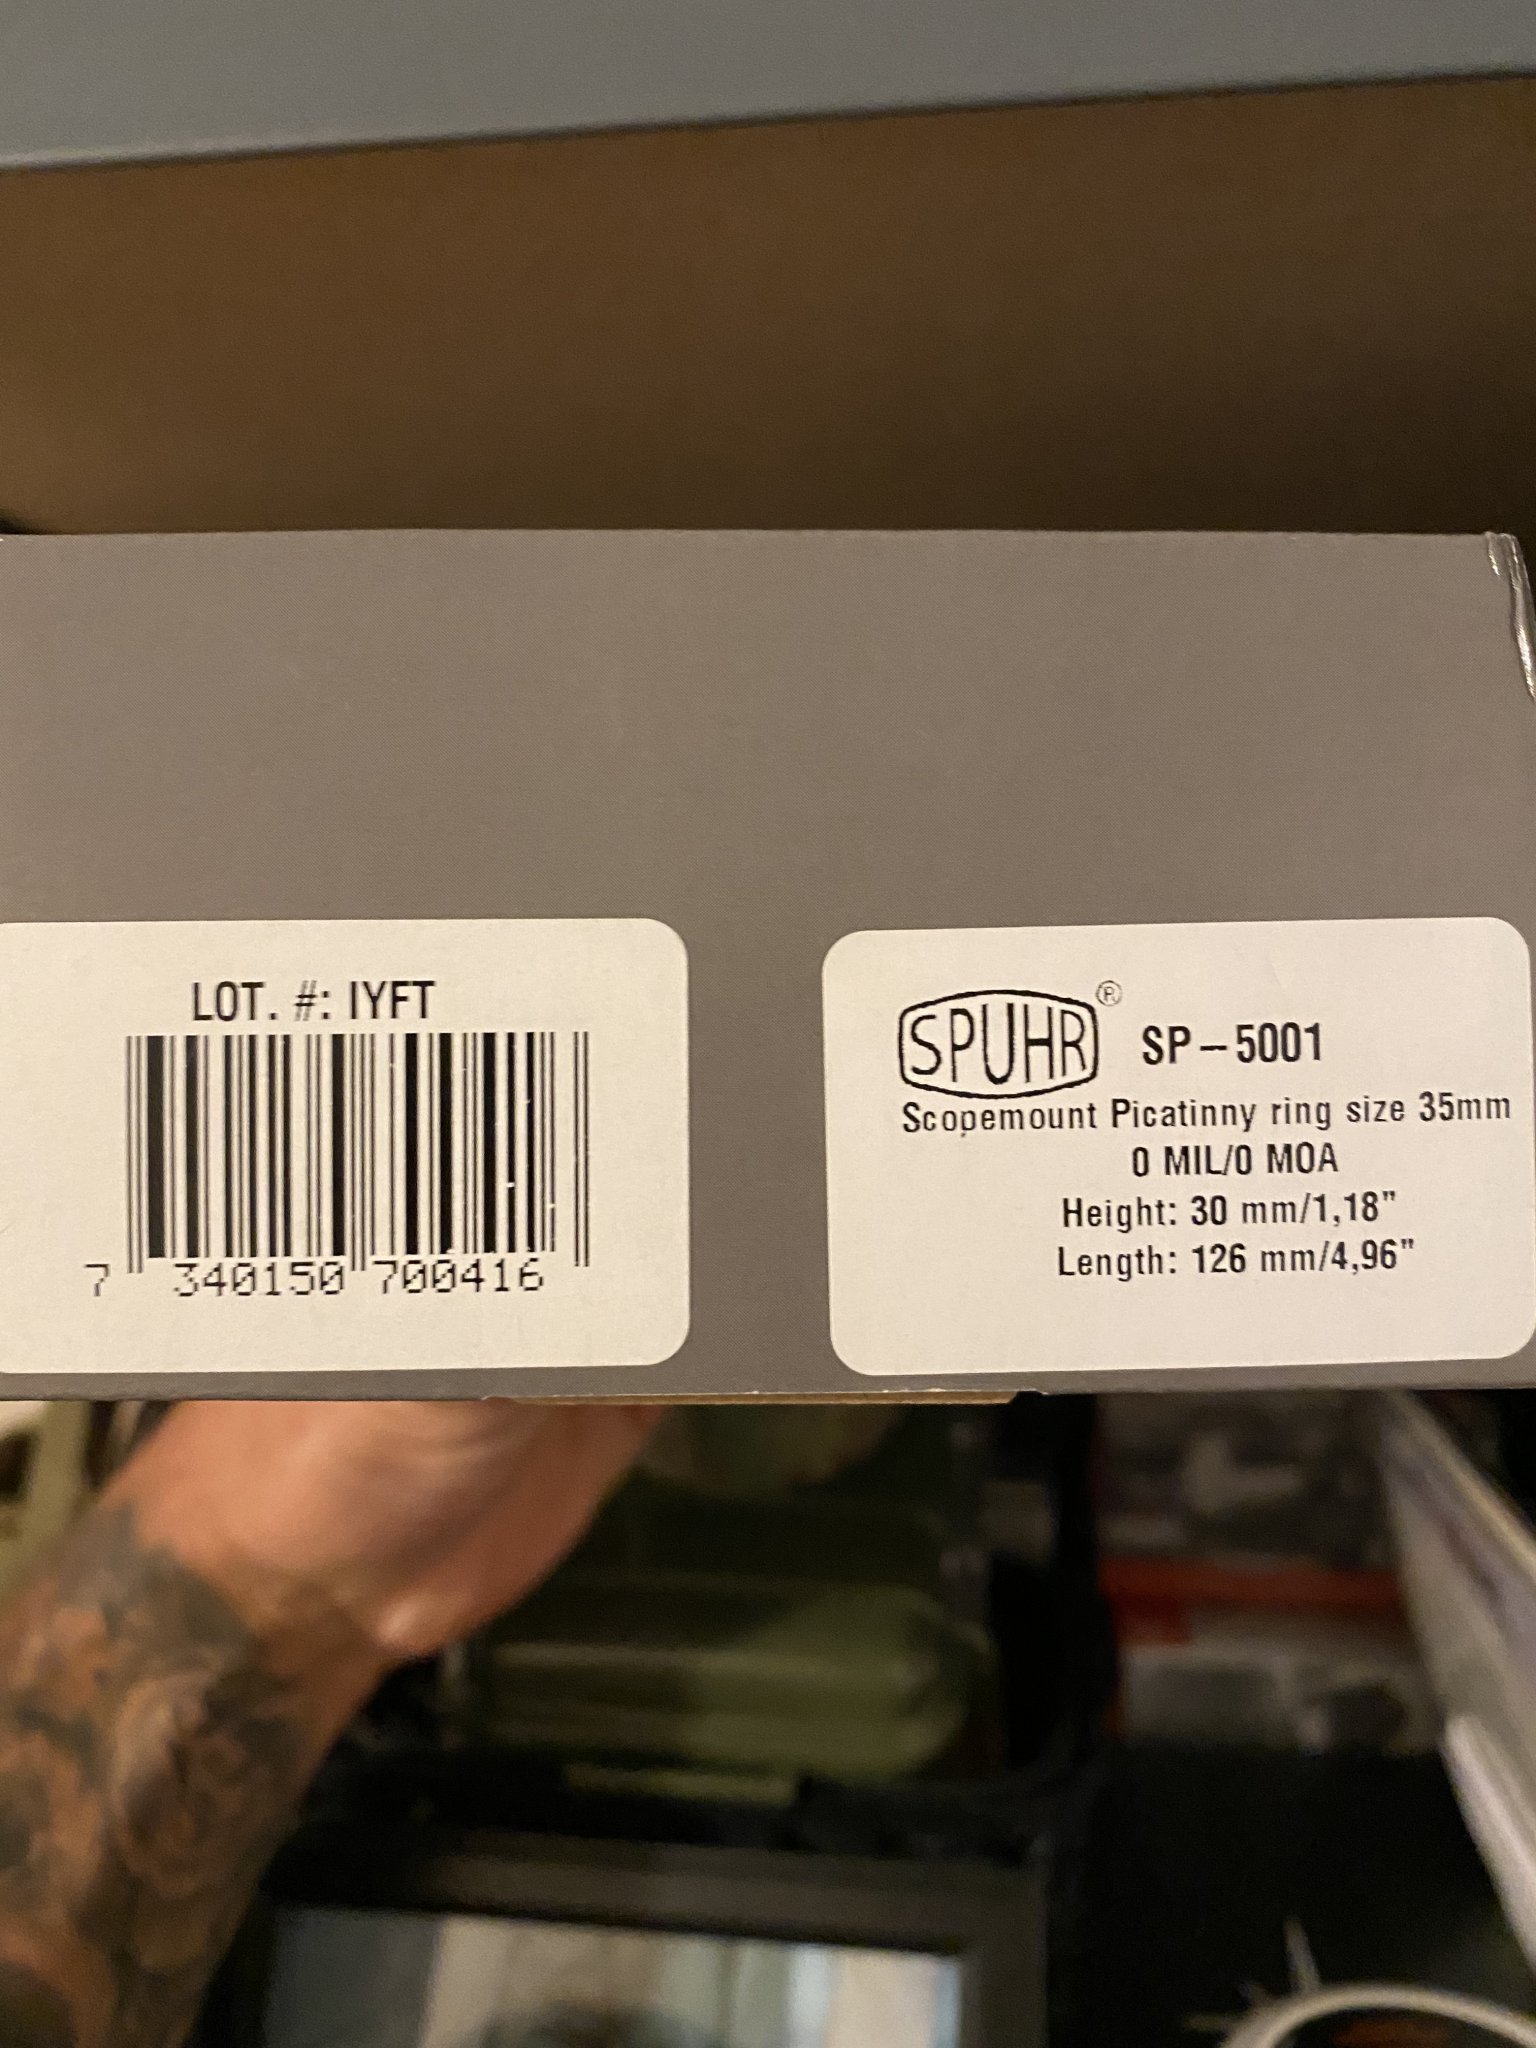 LOT. #: IYFT
7 340150 700416
SPUHR® SP-5001
Scopemount Picatinny ring size 35mm
0 MIL/0 MOA
Height: 30 mm/1,18"
Length: 126 mm/4,96"